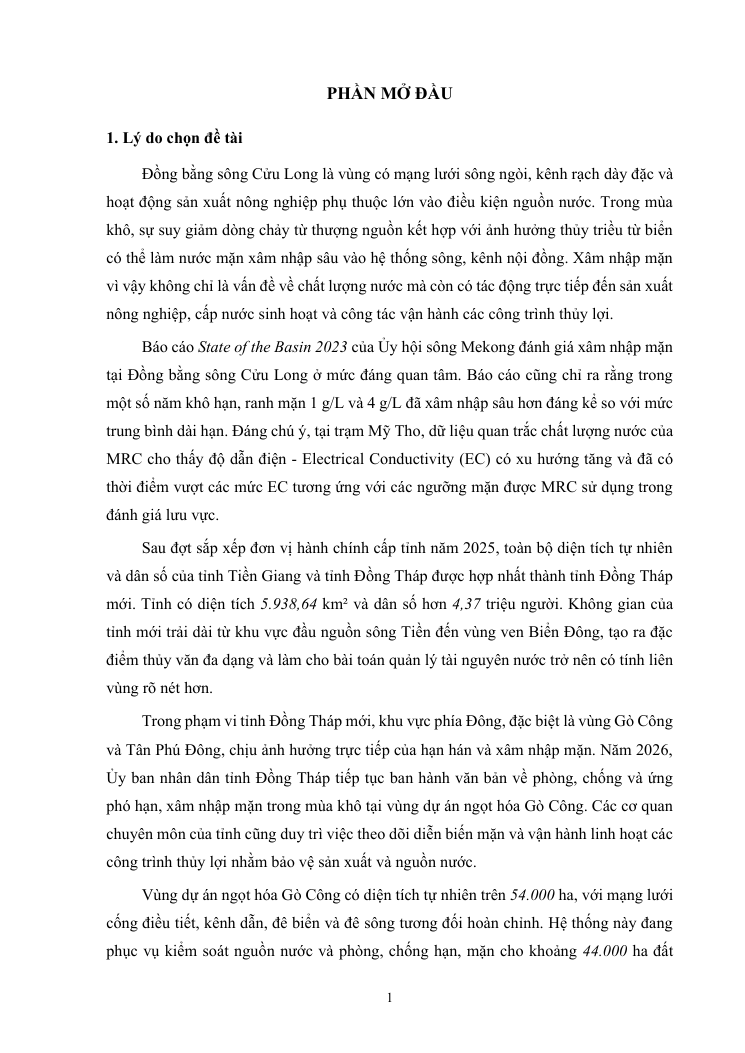 PHẦN MỞ ĐẦU
1. Lý do chọn đề tài
Đồng bằng sông Cửu Long là vùng có mạng lưới sông ngòi, kênh rạch dày đặc và
hoạt động sản xuất nông nghiệp phụ thuộc lớn vào điều kiện nguồn nước. Trong mùa
khô, sự suy giảm dòng chảy từ thượng nguồn kết hợp với ảnh hưởng thủy triều từ biển
có thể làm nước mặn xâm nhập sâu vào hệ thống sông, kênh nội đồng. Xâm nhập mặn
vì vậy không chỉ là vấn đề về chất lượng nước mà còn có tác động trực tiếp đến sản xuất
nông nghiệp, cấp nước sinh hoạt và công tác vận hành các công trình thủy lợi.
Báo cáo State of the Basin 2023 của Ủy hội sông Mekong đánh giá xâm nhập mặn
tại Đồng bằng sông Cửu Long ở mức đáng quan tâm. Báo cáo cũng chỉ ra rằng trong
một số năm khô hạn, ranh mặn 1 g/L và 4 g/L đã xâm nhập sâu hơn đáng kể so với mức
trung bình dài hạn. Đáng chú ý, tại trạm Mỹ Tho, dữ liệu quan trắc chất lượng nước của
MRC cho thấy độ dẫn điện - Electrical Conductivity (EC) có xu hướng tăng và đã có
thời điểm vượt các mức EC tương ứng với các ngưỡng mặn được MRC sử dụng trong
đánh giá lưu vực.
Sau đợt sắp xếp đơn vị hành chính cấp tỉnh năm 2025, toàn bộ diện tích tự nhiên
và dân số của tỉnh Tiền Giang và tỉnh Đồng Tháp được hợp nhất thành tỉnh Đồng Tháp
mới. Tỉnh có diện tích 5.938,64 km² và dân số hơn 4,37 triệu người. Không gian của
tỉnh mới trải dài từ khu vực đầu nguồn sông Tiền đến vùng ven Biển Đông, tạo ra đặc
điểm thủy văn đa dạng và làm cho bài toán quản lý tài nguyên nước trở nên có tính liên
vùng rõ nét hơn.
Trong phạm vi tỉnh Đồng Tháp mới, khu vực phía Đông, đặc biệt là vùng Gò Công
và Tân Phú Đông, chịu ảnh hưởng trực tiếp của hạn hán và xâm nhập mặn. Năm 2026,
Ủy ban nhân dân tỉnh Đồng Tháp tiếp tục ban hành văn bản về phòng, chống và ứng
phó hạn, xâm nhập mặn trong mùa khô tại vùng dự án ngọt hóa Gò Công. Các cơ quan
chuyên môn của tỉnh cũng duy trì việc theo dõi diễn biến mặn và vận hành linh hoạt các
công trình thủy lợi nhằm bảo vệ sản xuất và nguồn nước.
Vùng dự án ngọt hóa Gò Công có diện tích tự nhiên trên 54.000 ha, với mạng lưới
cống điều tiết, kênh dẫn, đê biển và đê sông tương đối hoàn chỉnh. Hệ thống này đang
phục vụ kiểm soát nguồn nước và phòng, chống hạn, mặn cho khoảng 44.000 ha đất
1